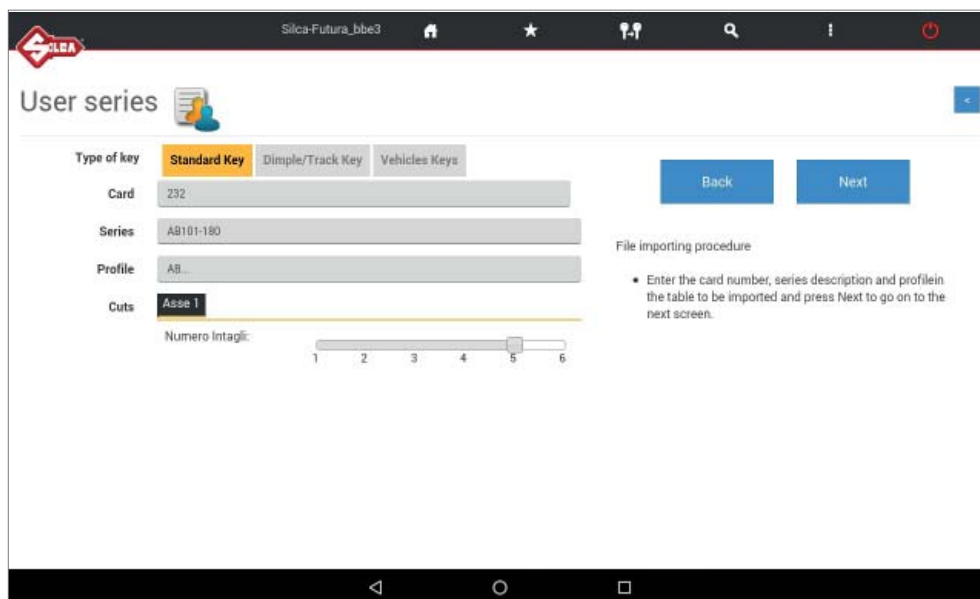 SILCA
Silca-Futura_bbe3
User series
<
Type of key
Standard Key Dimple/Track Key Vehicles Keys
Card 232
Series AB101-180
Profile AB...
Cuts Asse 1
Numero Intagli:
1 2 3 4 5 6
Back Next
File importing procedure
• Enter the card number, series description and profilein
the table to be imported and press Next to go on to the
next screen.